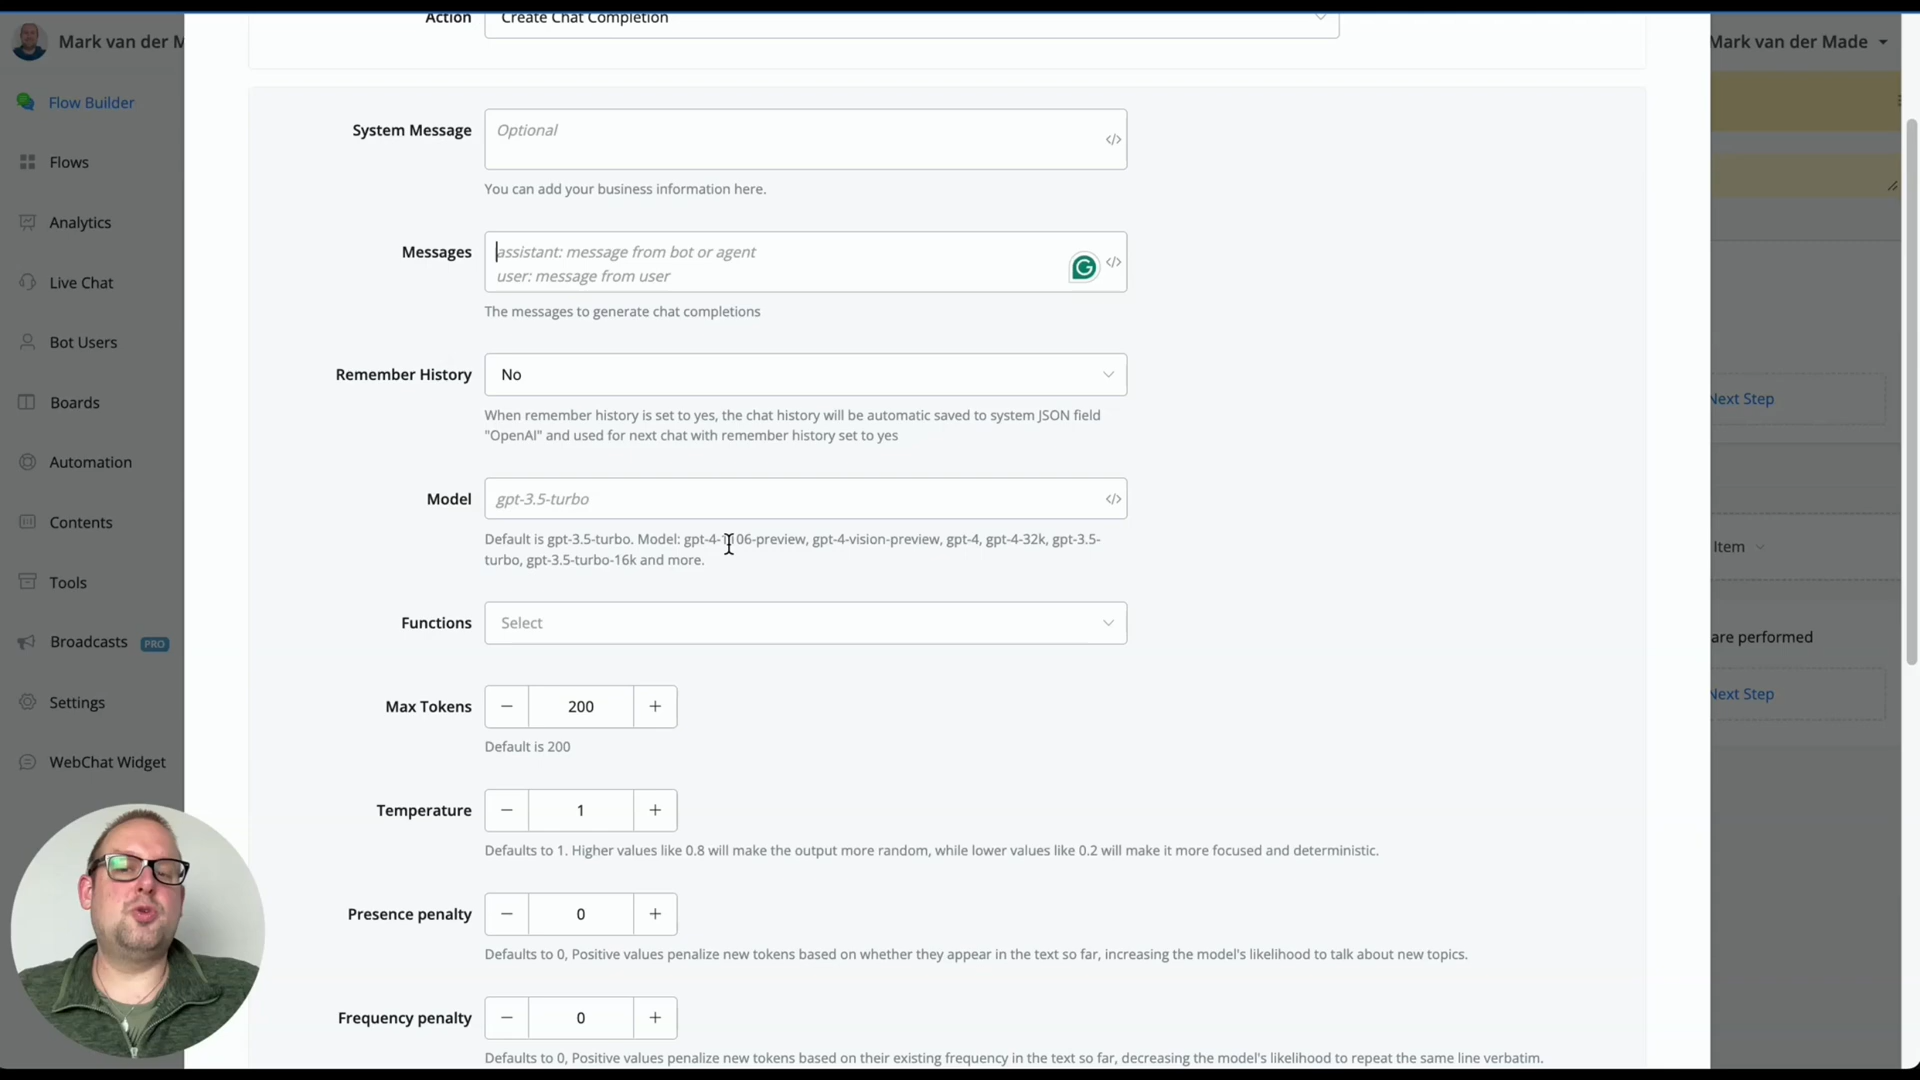 Action
Create Chat Completion
Mark van der M
Mark van der Made
Flow Builder
Flows
Analytics
Live Chat
Bot Users
Boards
Automation
Contents
Tools
Broadcasts PRO
Settings
WebChat Widget
System Message
Optional
You can add your business information here.
Messages
assistant: message from bot or agent
user: message from user
The messages to generate chat completions
Remember History
No
When remember history is set to yes, the chat history will be automatic saved to system JSON field
"OpenAI" and used for next chat with remember history set to yes
Model
gpt-3.5-turbo
Default is gpt-3.5-turbo. Model: gpt-4-1106-preview, gpt-4-vision-preview, gpt-4, gpt-4-32k, gpt-3.5-
turbo, gpt-3.5-turbo-16k and more.
Functions
Select
Max Tokens
200
Default is 200
Temperature
1
Defaults to 1. Higher values like 0.8 will make the output more random, while lower values like 0.2 will make it more focused and deterministic.
Presence penalty
0
Defaults to 0, Positive values penalize new tokens based on whether they appear in the text so far, increasing the model's likelihood to talk about new topics.
Frequency penalty
0
Defaults to 0, Positive values penalize new tokens based on their existing frequency in the text so far, decreasing the model's likelihood to repeat the same line verbatim.
Next Step
Item
are performed
Next Step